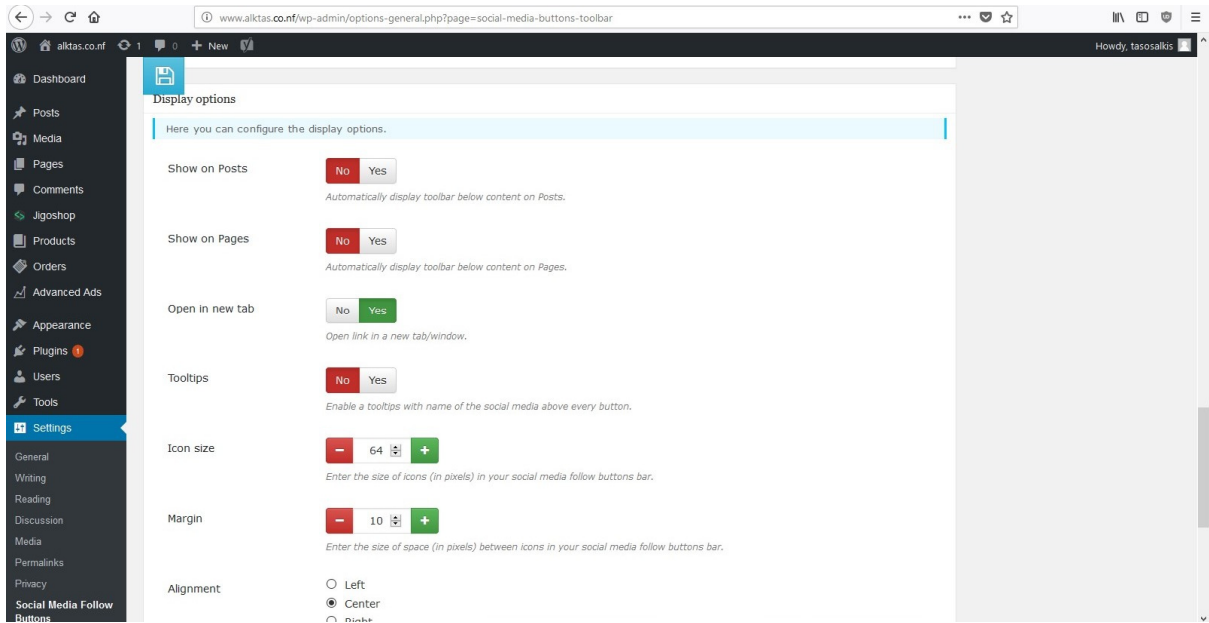 www.alktas.co.nf/wp-admin/options-general.php?page=social-media-buttons-toolbar
alktas.co.nf 1 0 + New
Howdy, tasosalkis
Dashboard
Posts
Media
Pages
Comments
Jigoshop
Products
Orders
Advanced Ads
Appearance
Plugins 1
Users
Tools
Settings
General
Writing
Reading
Discussion
Media
Permalinks
Privacy
Social Media Follow
Buttons
Display options
Here you can configure the display options.
Show on Posts
No Yes
Automatically display toolbar below content on Posts.
Show on Pages
No Yes
Automatically display toolbar below content on Pages.
Open in new tab
No Yes
Open link in a new tab/window.
Tooltips
No Yes
Enable a tooltips with name of the social media above every button.
Icon size
- 64 +
Enter the size of icons (in pixels) in your social media follow buttons bar.
Margin
- 10 +
Enter the size of space (in pixels) between icons in your social media follow buttons bar.
Alignment
Left
Center
Right